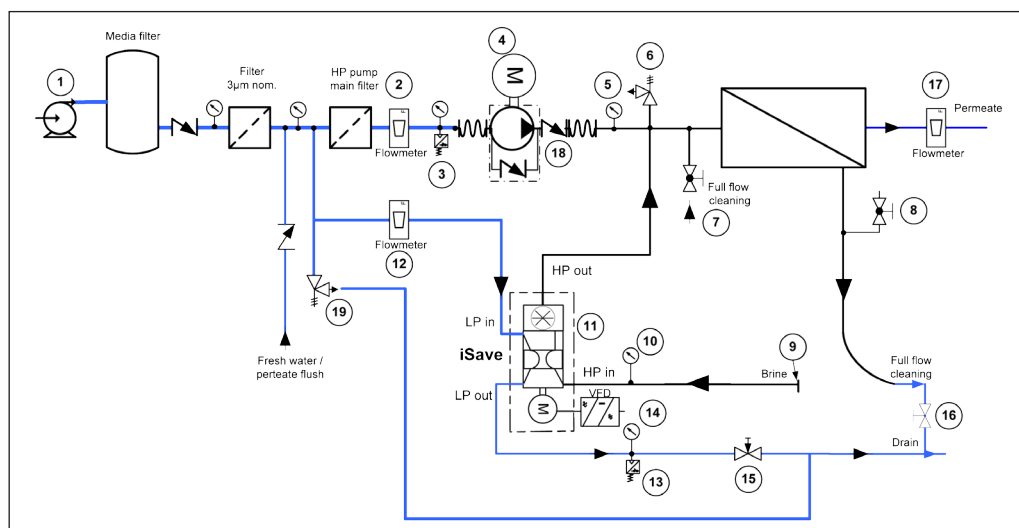 Media filter
1
Filter
3µm nom.
HP pump
main filter
2
Flowmeter
3
4
M
18
5
6
Full flow
cleaning
7
8
17
Permeate
Flowmeter
Flowmeter
12
19
Fresh water /
perteate flush
HP out
LP in
11
iSave
10
9
HP in
Brine
LP out
VFD
M
14
13
15
Full flow
cleaning
16
Drain